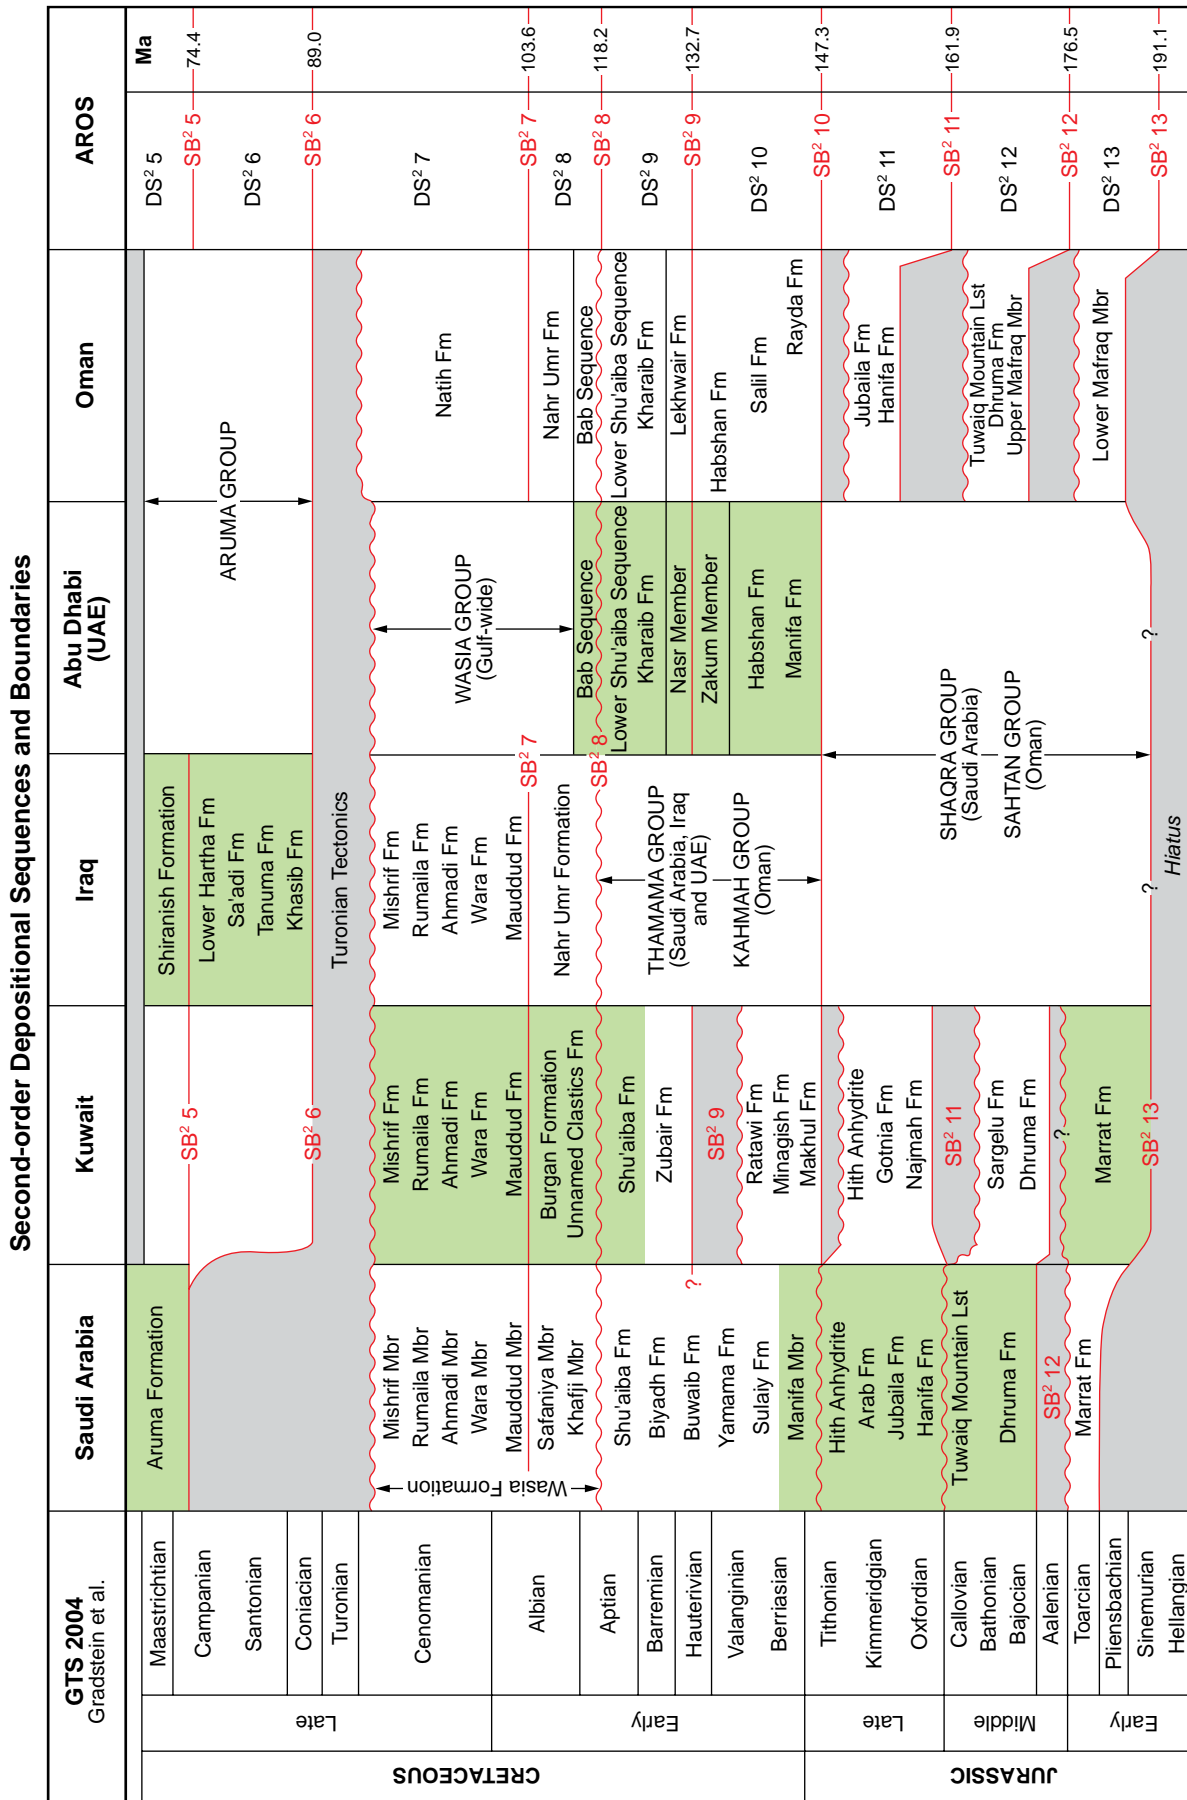 Second-order Depositional Sequences and Boundaries
GTS 2004
Gradstein et al.
Saudi Arabia
Kuwait
Iraq
Abu Dhabi
(UAE)
Oman
AROS
Ma
CRETACEOUS
JURASSIC
Late
Early
Late
Middle
Early
Maastrichtian
Campanian
Santonian
Coniacian
Turonian
Cenomanian
Albian
Aptian
Barremian
Hauterivian
Valanginian
Berriasian
Tithonian
Kimmeridgian
Oxfordian
Callovian
Bathonian
Bajocian
Aalenian
Toarcian
Pliensbachian
Sinemurian
Hellangian
Aruma Formation
Mishrif Mbr
Rumaila Mbr
Ahmadi Mbr
Wara Mbr
Mauddud Mbr
Safaniya Mbr
Khafji Mbr
Wasia Formation
Shu'aiba Fm
Biyadh Fm
Buwaib Fm
?
Yamama Fm
Sulaiy Fm
Manifa Mbr
Hith Anhydrite
Arab Fm
Jubaila Fm
Hanifa Fm
Tuwaiq Mountain Lst
Dhruma Fm
SB² 12
Marrat Fm
SB² 5
SB² 6
Mishrif Fm
Rumaila Fm
Ahmadi Fm
Wara Fm
Mauddud Fm
Burgan Formation
Unnamed Clastics Fm
Shu'aiba Fm
Zubair Fm
SB² 9
Ratawi Fm
Minagish Fm
Makhul Fm
Hith Anhydrite
Gotnia Fm
Najmah Fm
SB² 11
Sargelu Fm
Dhruma Fm
?
Marrat Fm
SB² 13
Shiranish Formation
Lower Hartha Fm
Sa'adi Fm
Tanuma Fm
Khasib Fm
Turonian Tectonics
Mishrif Fm
Rumaila Fm
Ahmadi Fm
Wara Fm
Mauddud Fm
SB² 7
Nahr Umr Formation
SB² 8
THAMAMA GROUP
(Saudi Arabia, Iraq
and UAE)
KAHMAH GROUP
(Oman)
SHAQRA GROUP
(Saudi Arabia)
SAHTAN GROUP
(Oman)
?
?
Hiatus
ARUMA GROUP
WASIA GROUP
(Gulf-wide)
Bab Sequence
Lower Shu'aiba Sequence
Kharaib Fm
Nasr Member
Zakum Member
Habshan Fm
Manifa Fm
Natih Fm
Nahr Umr Fm
Bab Sequence
Lower Shu'aiba Sequence
Kharaib Fm
Lekhwair Fm
Habshan Fm
Salil Fm
Rayda Fm
Jubaila Fm
Hanifa Fm
Tuwaiq Mountain Lst
Dhruma Fm
Upper Mafraq Mbr
Lower Mafraq Mbr
DS² 5
SB² 5
74.4
DS² 6
SB² 6
89.0
DS² 7
SB² 7
103.6
DS² 8
SB² 8
118.2
DS² 9
SB² 9
132.7
DS² 10
SB² 10
147.3
DS² 11
SB² 11
161.9
DS² 12
SB² 12
176.5
DS² 13
SB² 13
191.1